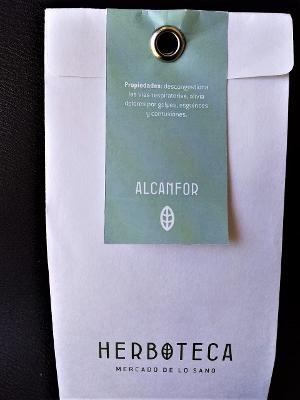 Propiedades: descongestiona
las vías respiratorias, alivia
dolores por golpes, esguinces
y contusiones.
ALCANFOR
HERBOTECA
MERCADO DE LO SANO